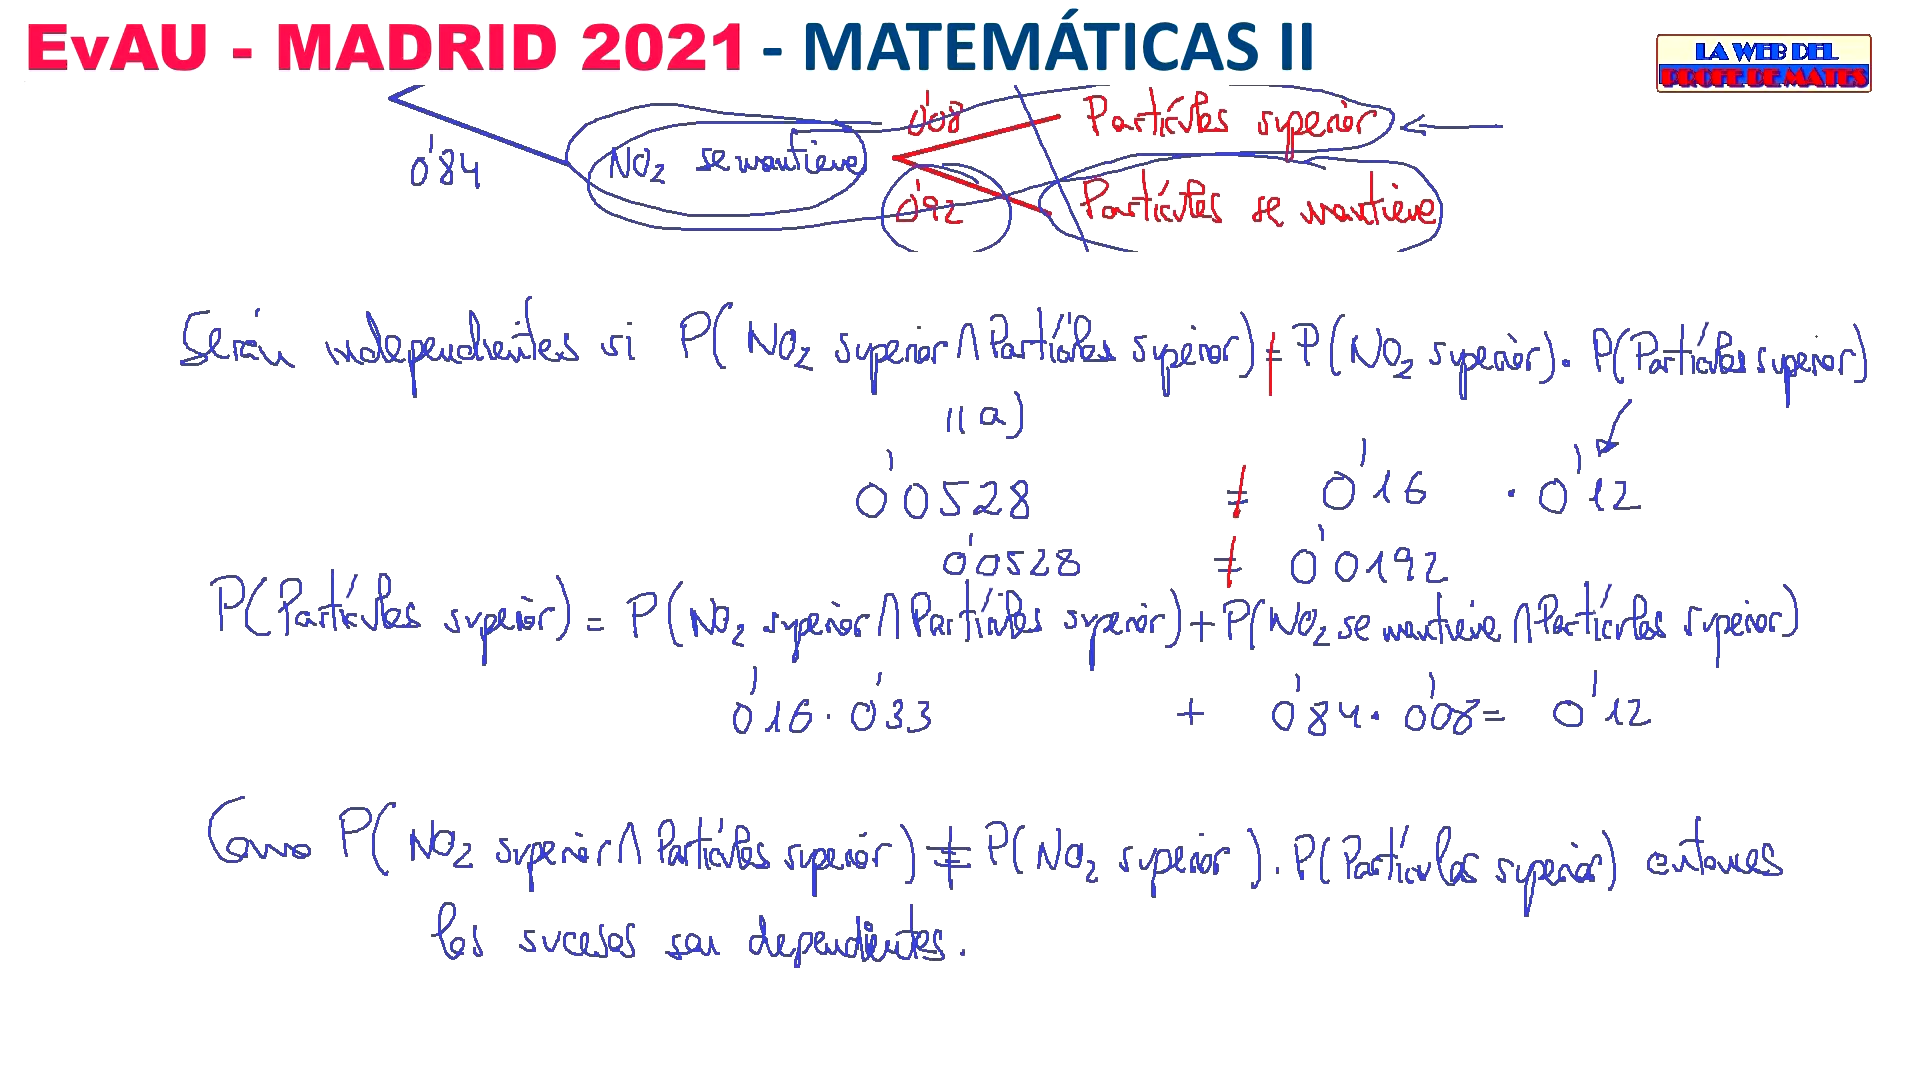 EvAU - MADRID 2021 - MATEMÁTICAS II
LA WEB DEL
PROFE DE MATES
0'08 Partículas superior
0'84 NO₂ se mantiene
0'92 Partículas se mantiene
Serán independientes si P(NO₂ superior ∩ Partículas superior) ≠ P(NO₂ superior) · P(Partículas superior)
|| a)
0'0528 ≠ 0'16 · 0'12
0'0528 ≠ 0'0192
P(Partículas superior) = P(NO₂ superior ∩ Partículas superior) + P(NO₂ se mantiene ∩ Partículas superior)
0'16 · 0'33 + 0'84 · 0'08 = 0'12
Como P(NO₂ superior ∩ Partículas superior) ≠ P(NO₂ superior) · P(Partículas superior) entonces
los sucesos son dependientes.